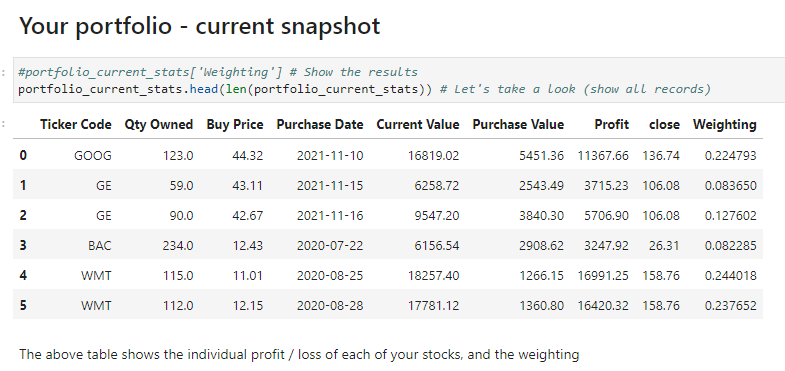 Your portfolio - current snapshot
#portfolio_current_stats['Weighting'] # Show the results
portfolio_current_stats.head(len(portfolio_current_stats)) # Let's take a look (show all records)
Ticker Code Qty Owned Buy Price Purchase Date Current Value Purchase Value Profit close Weighting
0 GOOG 123.0 44.32 2021-11-10 16819.02 5451.36 11367.66 136.74 0.224793
1 GE 59.0 43.11 2021-11-15 6258.72 2543.49 3715.23 106.08 0.083650
2 GE 90.0 42.67 2021-11-16 9547.20 3840.30 5706.90 106.08 0.127602
3 BAC 234.0 12.43 2020-07-22 6156.54 2908.62 3247.92 26.31 0.082285
4 WMT 115.0 11.01 2020-08-25 18257.40 1266.15 16991.25 158.76 0.244018
5 WMT 112.0 12.15 2020-08-28 17781.12 1360.80 16420.32 158.76 0.237652
The above table shows the individual profit / loss of each of your stocks, and the weighting